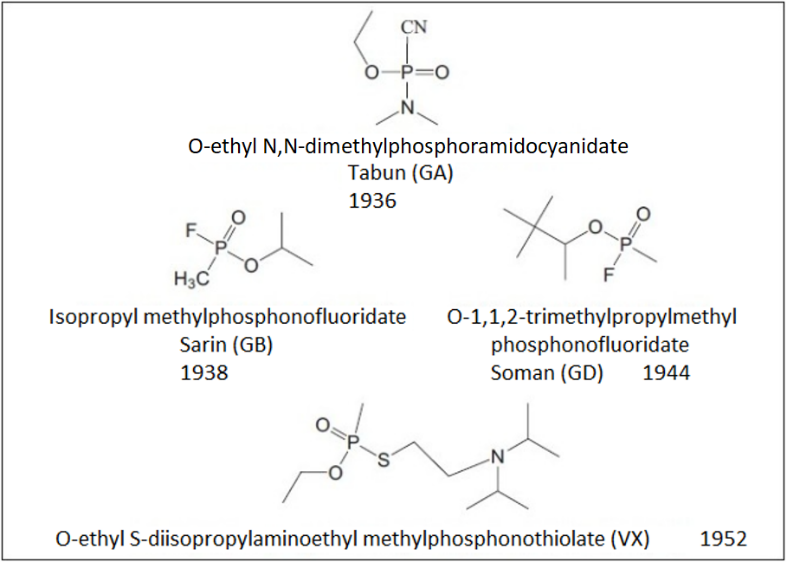 CN
O P O
N
O-ethyl N,N-dimethylphosphoramidocyanidate
Tabun (GA)
1936
F O
P
O
H3C
O O
P
F
Isopropyl methylphosphonofluoridate
Sarin (GB)
1938
O-1,1,2-trimethylpropylmethyl
phosphonofluoridate
Soman (GD) 1944
O
P
S
O
N
O-ethyl S-diisopropylaminoethyl methylphosphonothiolate (VX) 1952